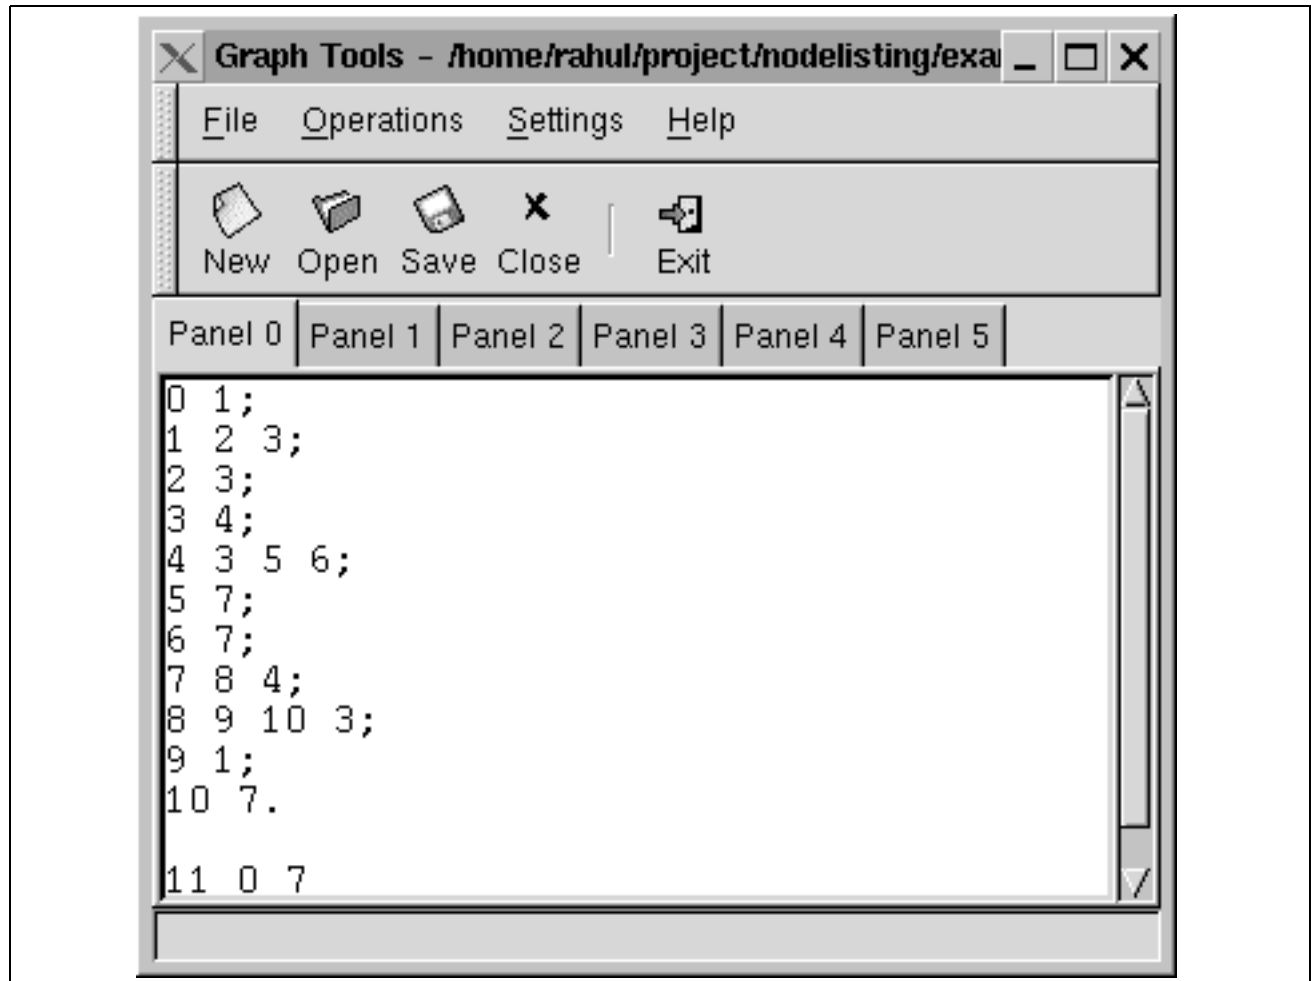 Graph Tools - /home/rahul/project/nodelisting/exa
File Operations Settings Help
New Open Save Close Exit
Panel 0 Panel 1 Panel 2 Panel 3 Panel 4 Panel 5
0 1;
1 2 3;
2 3;
3 4;
4 3 5 6;
5 7;
6 7;
7 8 4;
8 9 10 3;
9 1;
10 7.
11 0 7